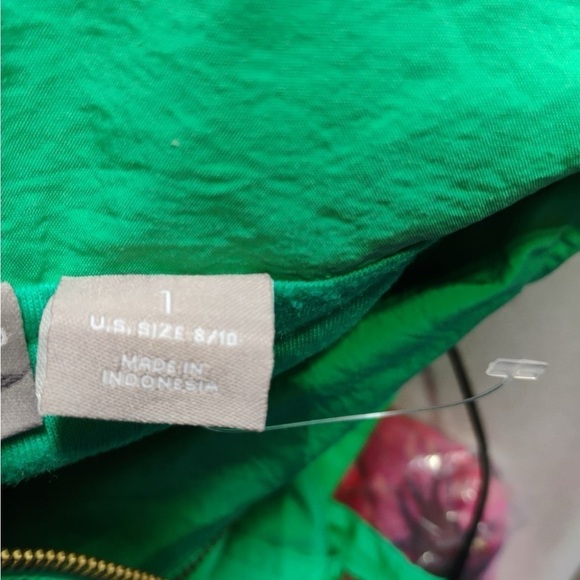 1
U.S. SIZE 8/10
MADE IN
INDONESIA